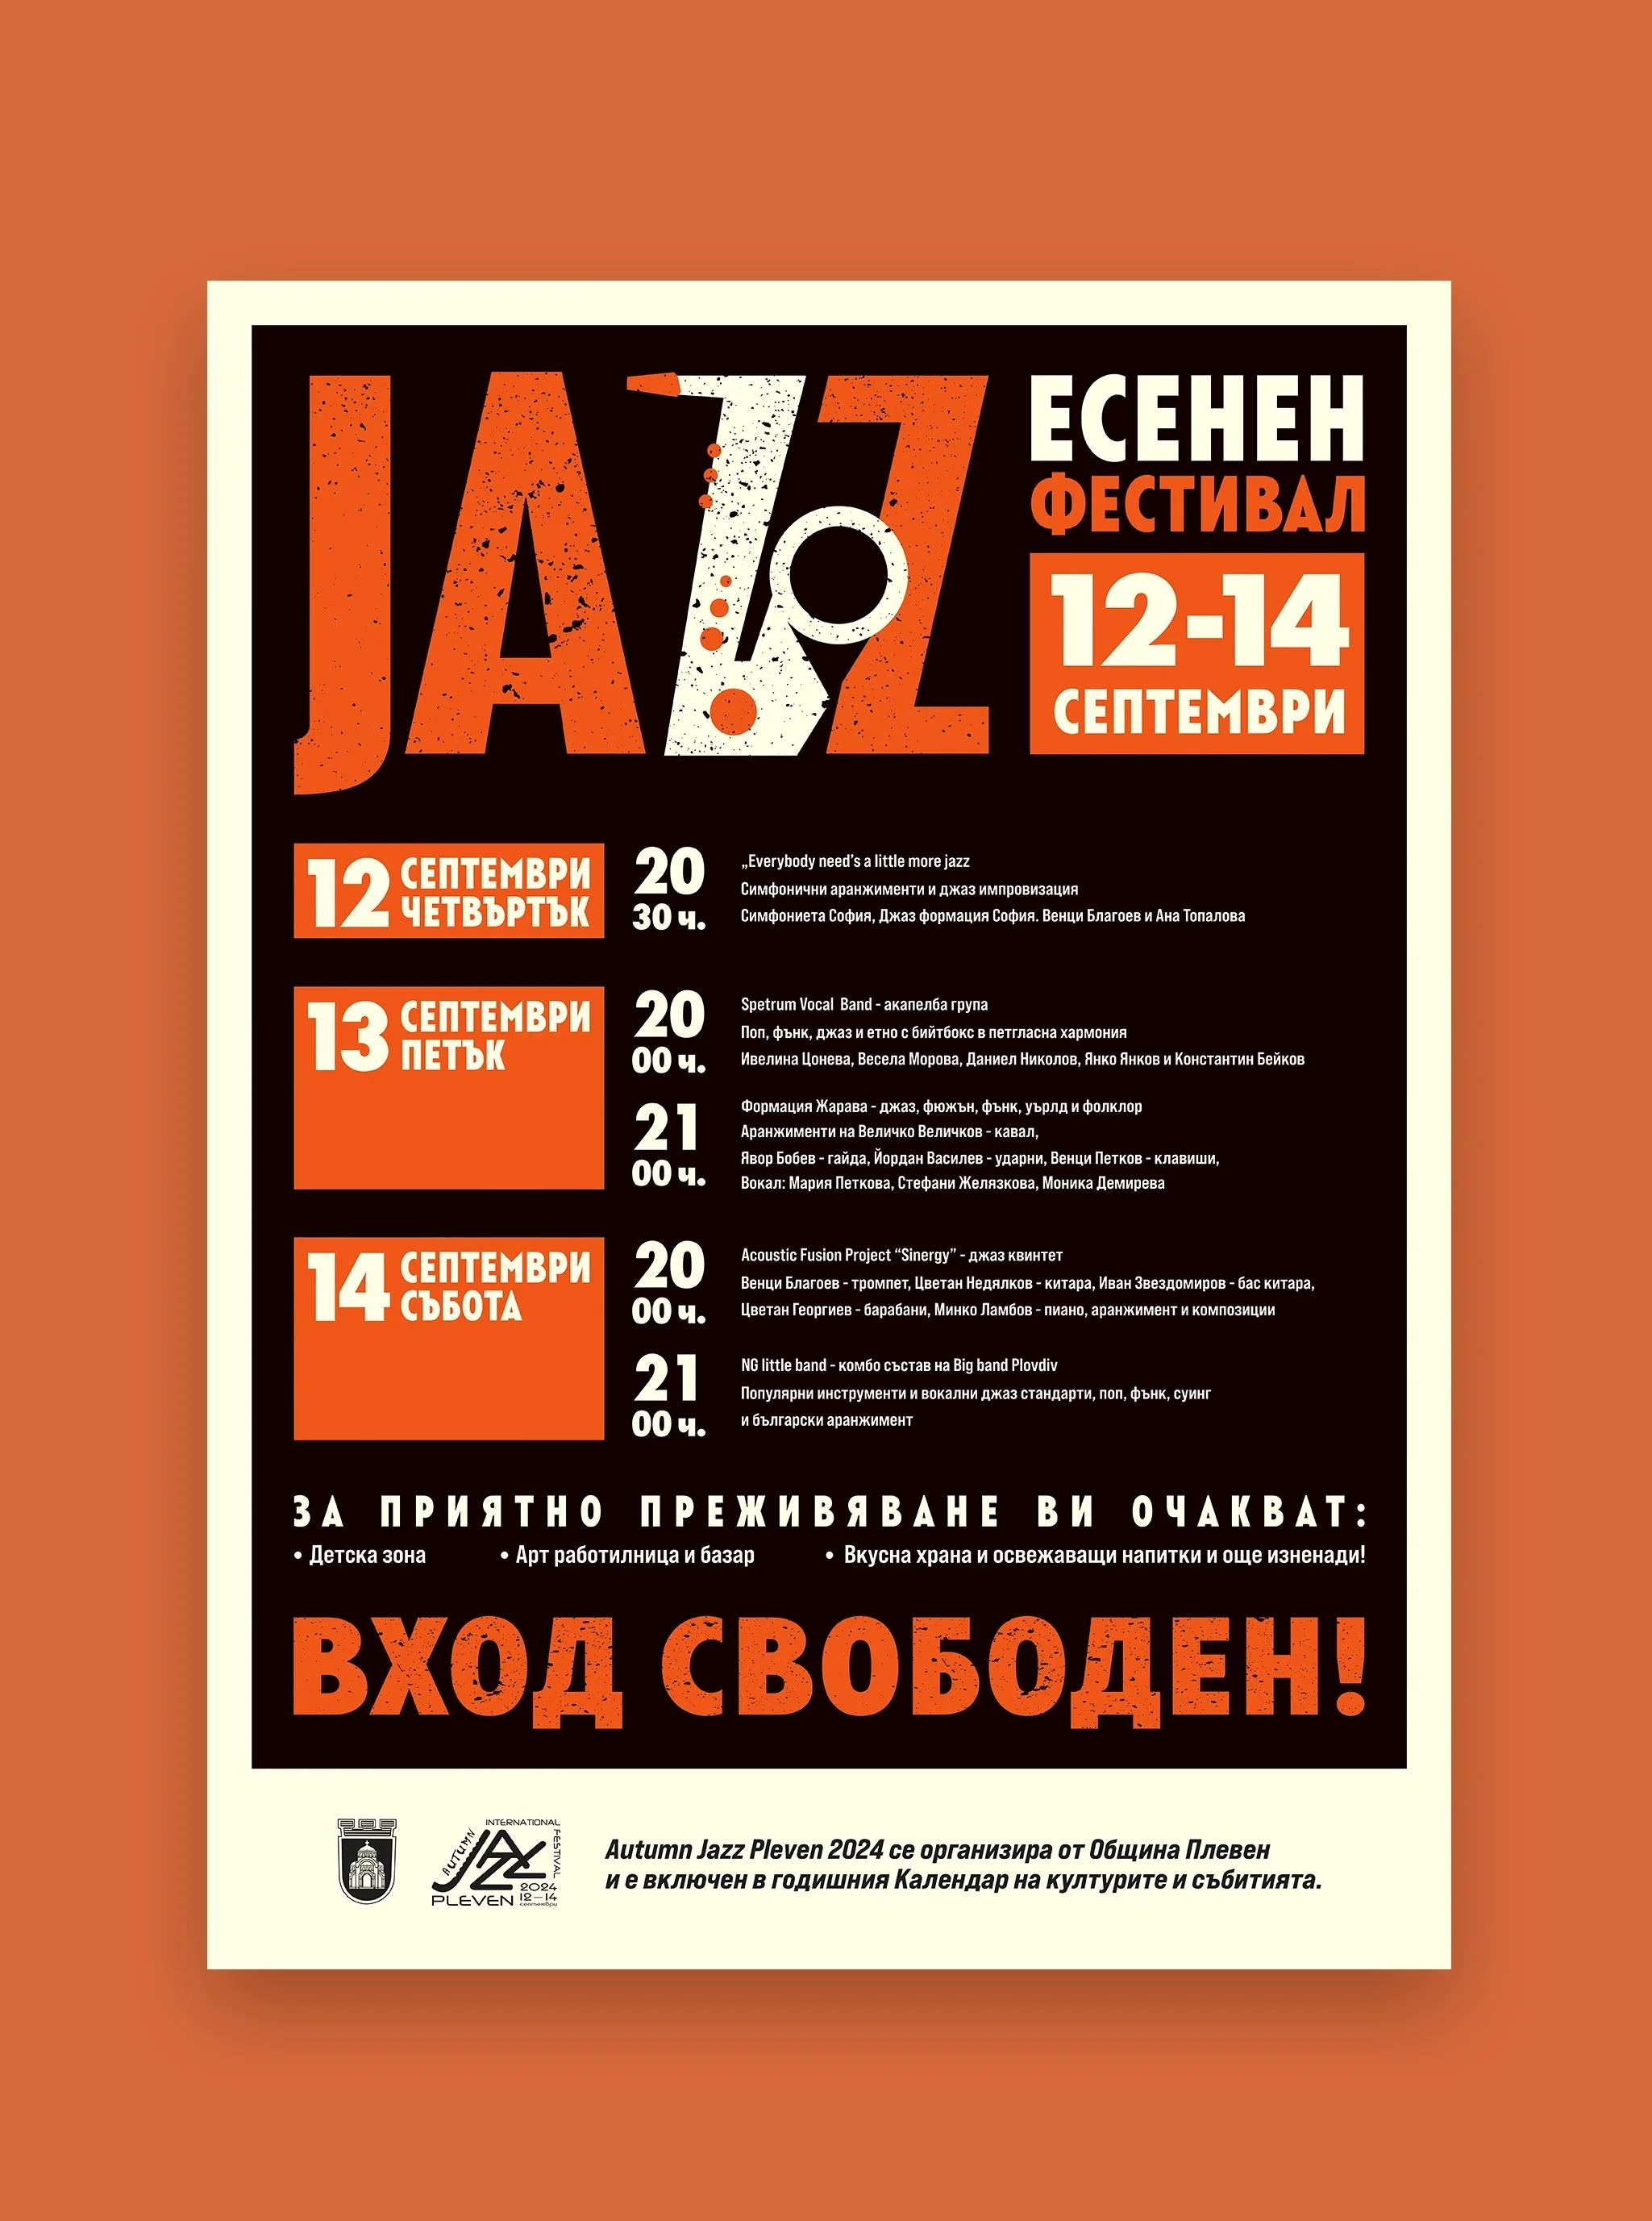 JAZZ
ЕСЕНЕН
ФЕСТИВАЛ
12-14
СЕПТЕМВРИ
12 СЕПТЕМВРИ
ЧЕТВЪРТЪК
20
30 ч.
„Everybody need’s a little more jazz
Симфонични аранжименти и джаз импровизация
Симфониета София, Джаз формация София. Венци Благоев и Ана Топалова
13 СЕПТЕМВРИ
ПЕТЪК
20
00 ч.
Spetrum Vocal Band - акапелба група
Поп, фънк, джаз и етно с бийтбокс в петгласна хармония
Ивелина Цонева, Весела Морова, Даниел Николов, Янко Янков и Константин Бейков
21
00 ч.
Формация Жарава - джаз, фюжън, фънк, уърлд и фолклор
Аранжименти на Величко Величков - кавал,
Явор Бобев - гайда, Йордан Василев - ударни, Венци Петков - клавиши,
Вокал: Мария Петкова, Стефани Желязкова, Моника Демирева
14 СЕПТЕМВРИ
СЪБОТА
20
00 ч.
Acoustic Fusion Project “Sinergy” - джаз квинтет
Венци Благоев - тромпет, Цветан Недялков - китара, Иван Звездомиров - бас китара,
Цветан Георгиев - барабани, Минко Ламбов - пиано, аранжимент и композиции
21
00 ч.
NG little band - комбо състав на Big band Plovdiv
Популярни инструменти и вокални джаз стандарти, поп, фънк, суинг
и български аранжимент
ЗА ПРИЯТНО ПРЕЖИВЯВАНЕ ВИ ОЧАКВАТ:
• Детска зона • Арт работилница и базар • Вкусна храна и освежаващи напитки и още изненади!
ВХОД СВОБОДЕН!
INTERNATIONAL
FESTIVAL
AUTUMN
JAZZ
PLEVEN
2024
12—14
септември
Autumn Jazz Pleven 2024 се организира от Община Плевен
и е включен в годишния Календар на културите и събитията.